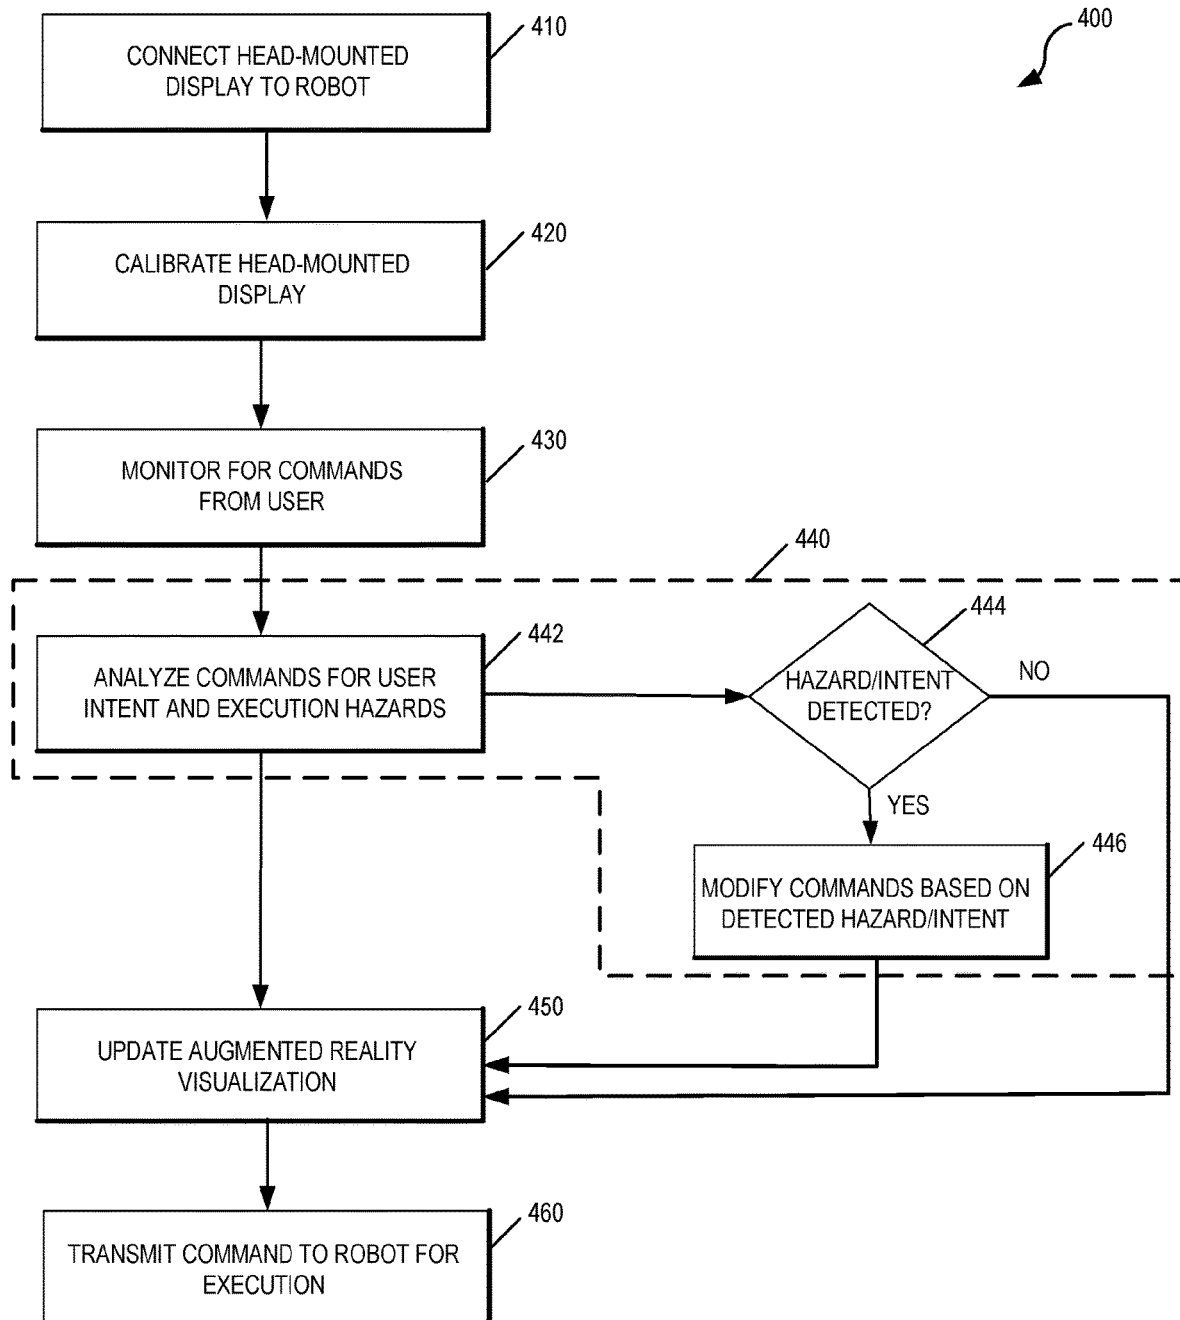 400
410
CONNECT HEAD-MOUNTED
DISPLAY TO ROBOT
420
CALIBRATE HEAD-MOUNTED
DISPLAY
430
MONITOR FOR COMMANDS
FROM USER
440
442
ANALYZE COMMANDS FOR USER
INTENT AND EXECUTION HAZARDS
444
HAZARD/INTENT
DETECTED?
NO
YES
446
MODIFY COMMANDS BASED ON
DETECTED HAZARD/INTENT
450
UPDATE AUGMENTED REALITY
VISUALIZATION
460
TRANSMIT COMMAND TO ROBOT FOR
EXECUTION